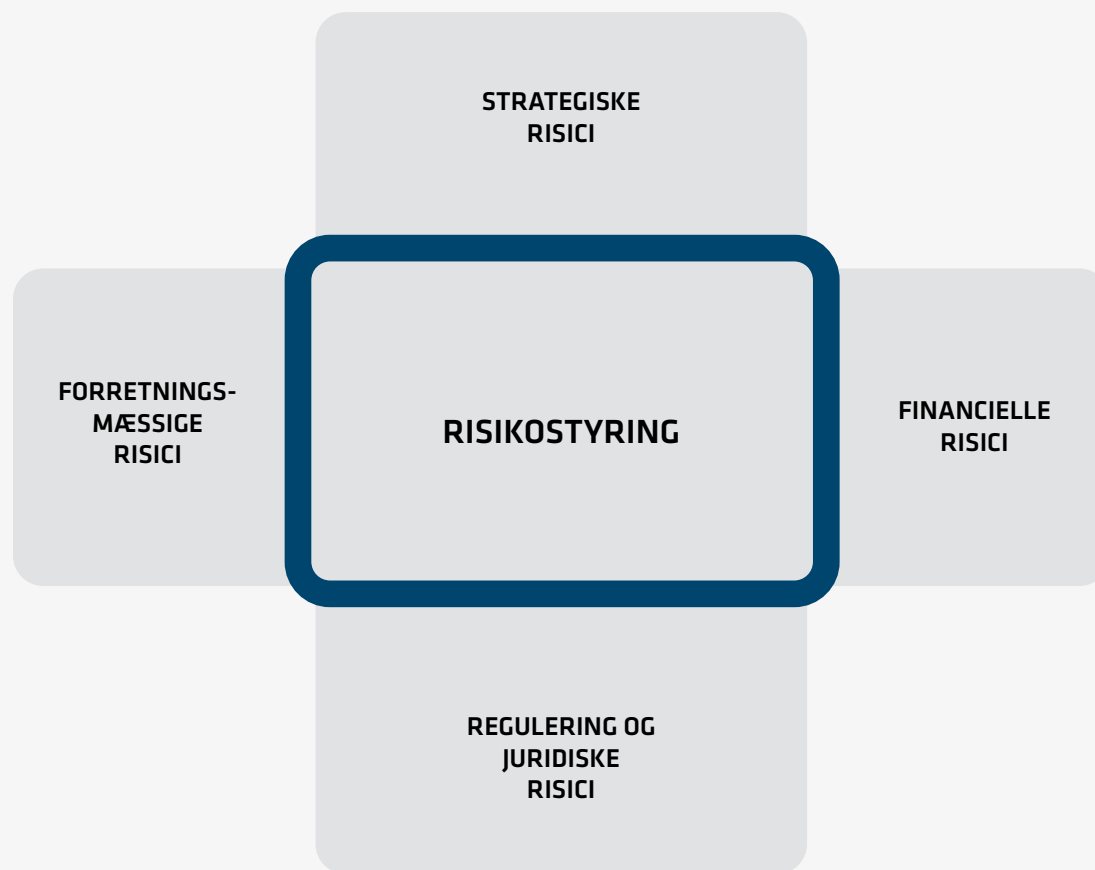 STRATEGISKE
RISICI
FORRETNINGS-
MÆSSIGE
RISICI
RISIKOSTYRING
FINANCIELLE
RISICI
REGULERING OG
JURIDISKE
RISICI